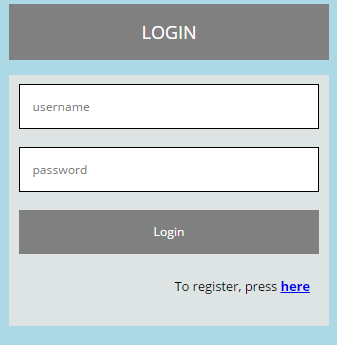 LOGIN
username
password
Login
To register, press here